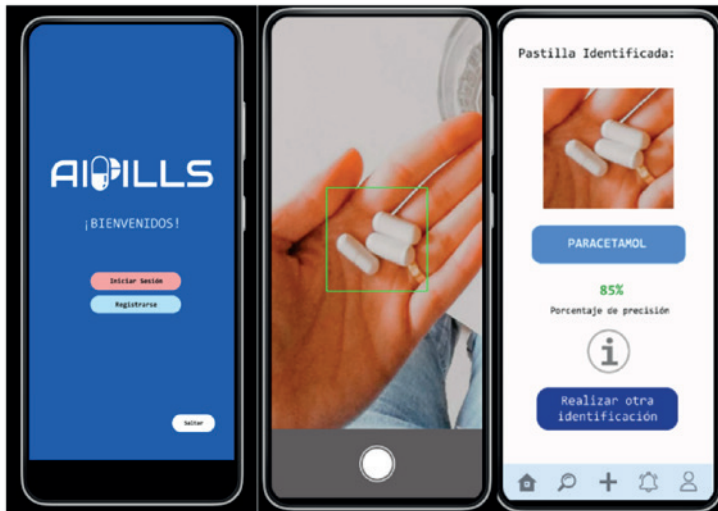 AIPILLS
¡BIENVENIDOS!
Iniciar Sesión
Registrarse
Saltar
Pastilla Identificada:
PARACETAMOL
85%
Porcentaje de precisión
i
Realizar otra
identificación